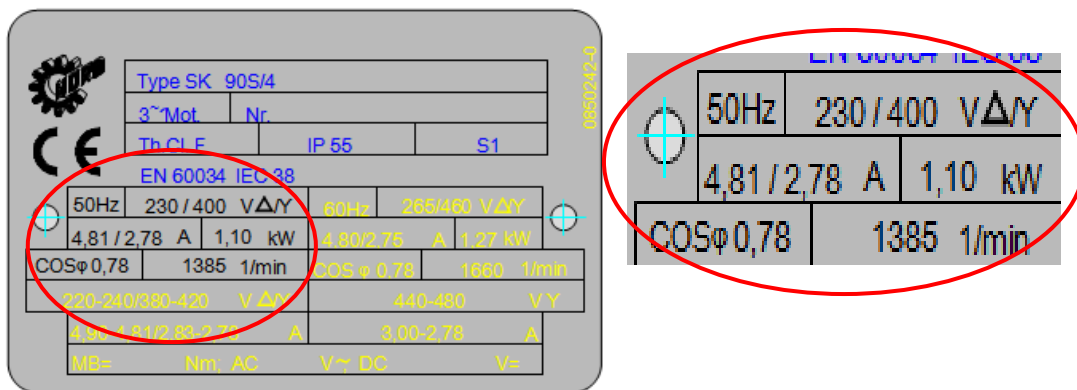 Type SK 90S/4
3~Mot. Nr.
Th.Cl.F IP 55 S1
EN 60034 IEC 38
50Hz 230 / 400 V Δ/Y 60Hz 265/460 V Δ/Y
4,81 / 2,78 A 1,10 kW 4,80/2,75 A 1,27 kW
COSφ 0,78 1385 1/min COS φ 0,78 1660 1/min
220-240/380-420 V Δ/Y 440-480 V Y
4,90-4,81/2,83-2,78 A 3,00-2,78 A
MB= Nm; AC V~; DC V=
0850242-0
EN 60034 IEC 38
50Hz 230 / 400 V Δ/Y
4,81 / 2,78 A 1,10 kW
COSφ 0,78 1385 1/min